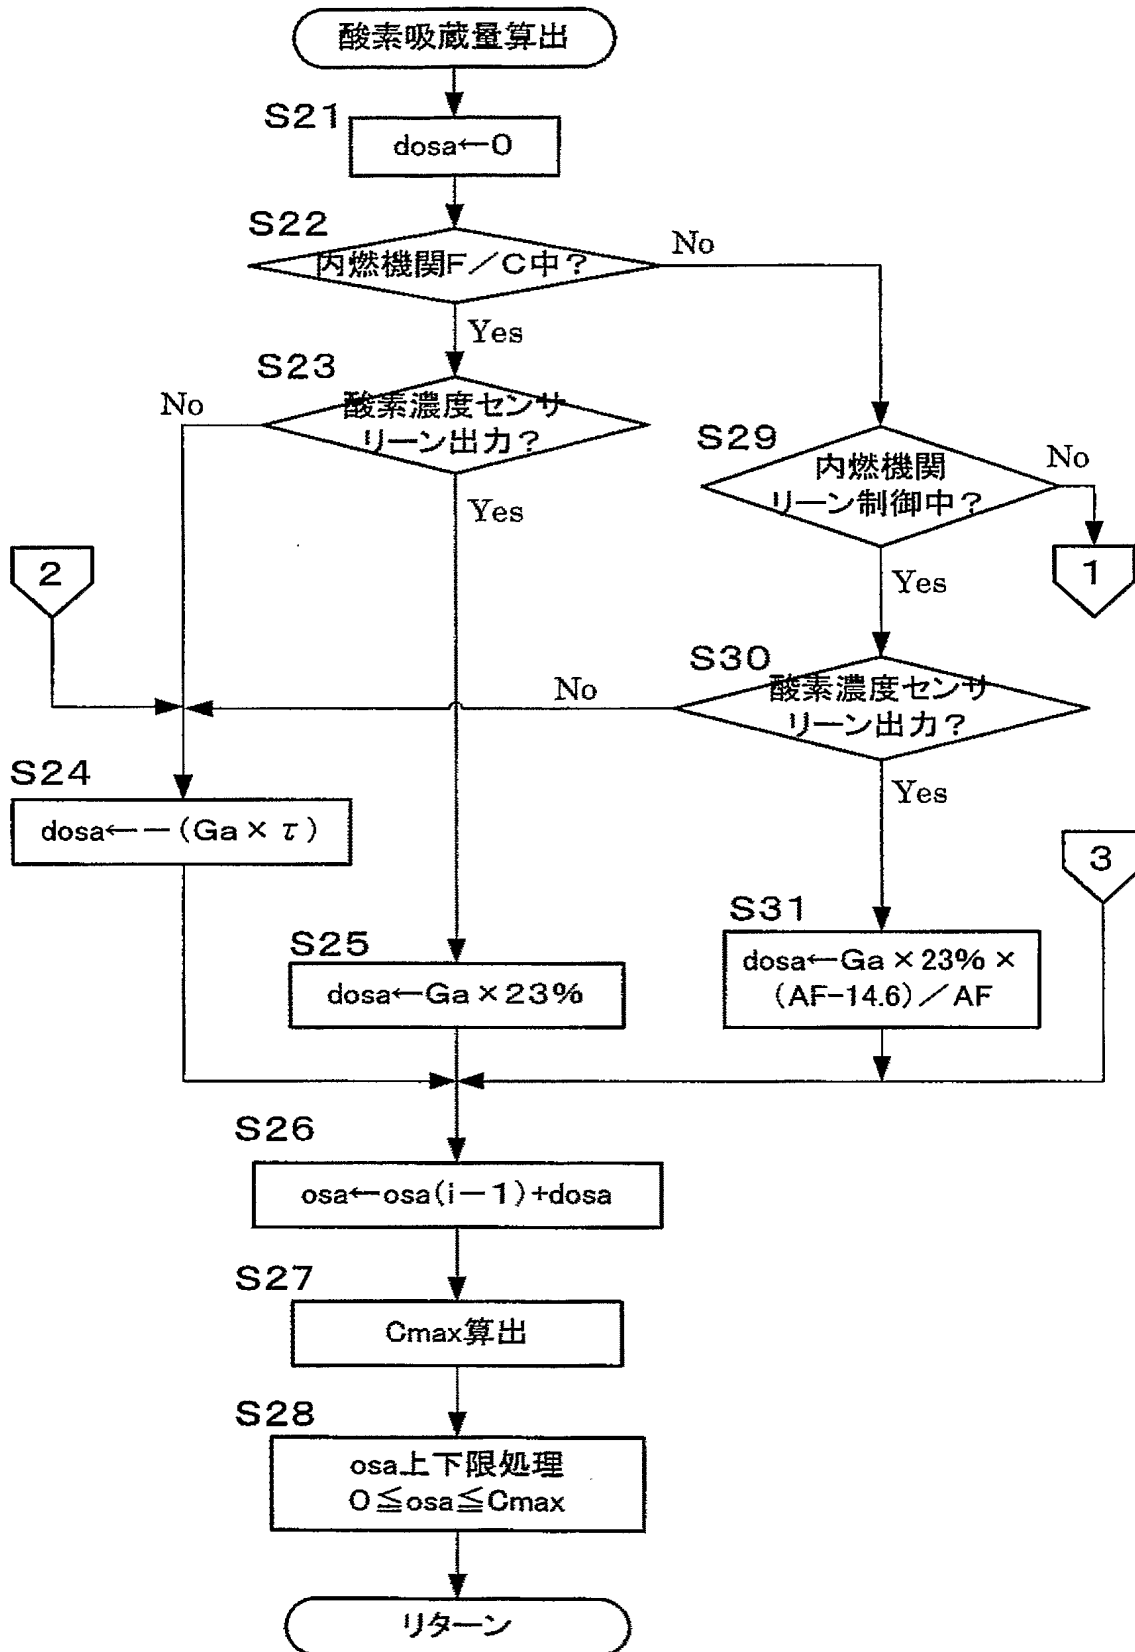 酸素吸蔵量算出
S21
dosa←0
S22
内燃機関F／C中？
No
Yes
S23
酸素濃度センサ
リーン出力？
No
Yes
S29
内燃機関
リーン制御中？
No
Yes
2
1
S30
酸素濃度センサ
リーン出力？
No
Yes
S24
dosa←－(Ga×τ)
3
S25
dosa←Ga×23%
S31
dosa←Ga×23%×
(AF-14.6)／AF
S26
osa←osa(i－1)+dosa
S27
Cmax算出
S28
osa上下限処理
0≦osa≦Cmax
リターン